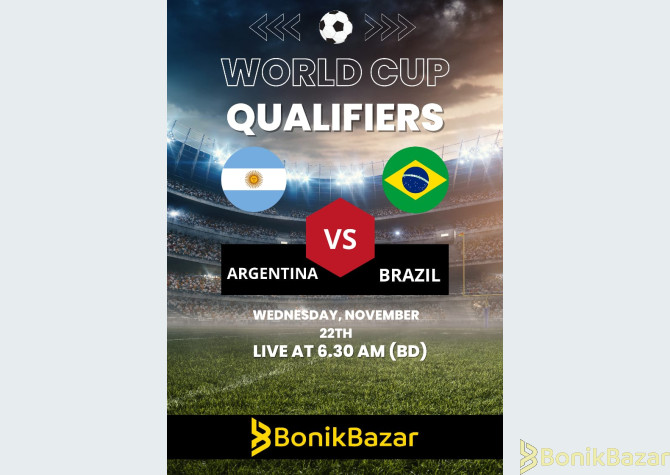 WORLD CUP
QUALIFIERS
VS
ARGENTINA
BRAZIL
WEDNESDAY, NOVEMBER
22TH
LIVE AT 6.30 AM (BD)
BonikBazar
BonikBazar